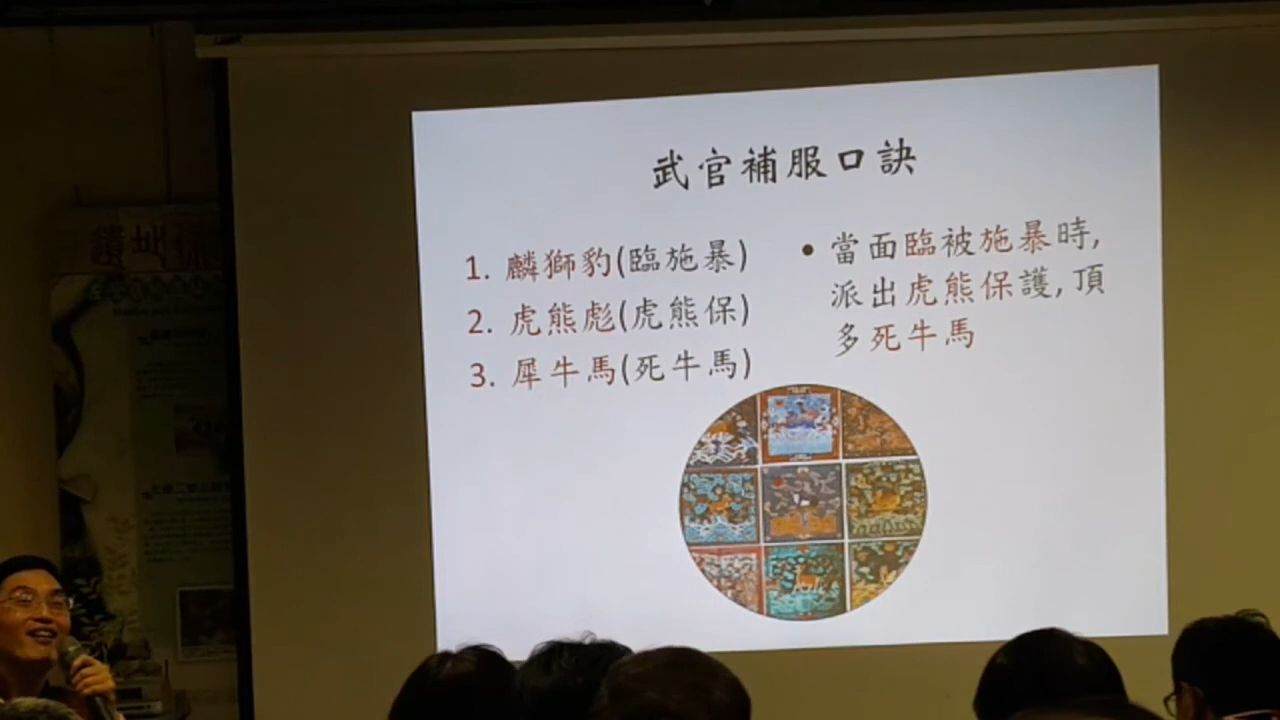 武官補服口訣
1. 麟獅豹(臨施暴)
2. 虎熊彪(虎熊保)
3. 犀牛馬(死牛馬)
• 當面臨被施暴時,
派出虎熊保護, 頂
多死牛馬